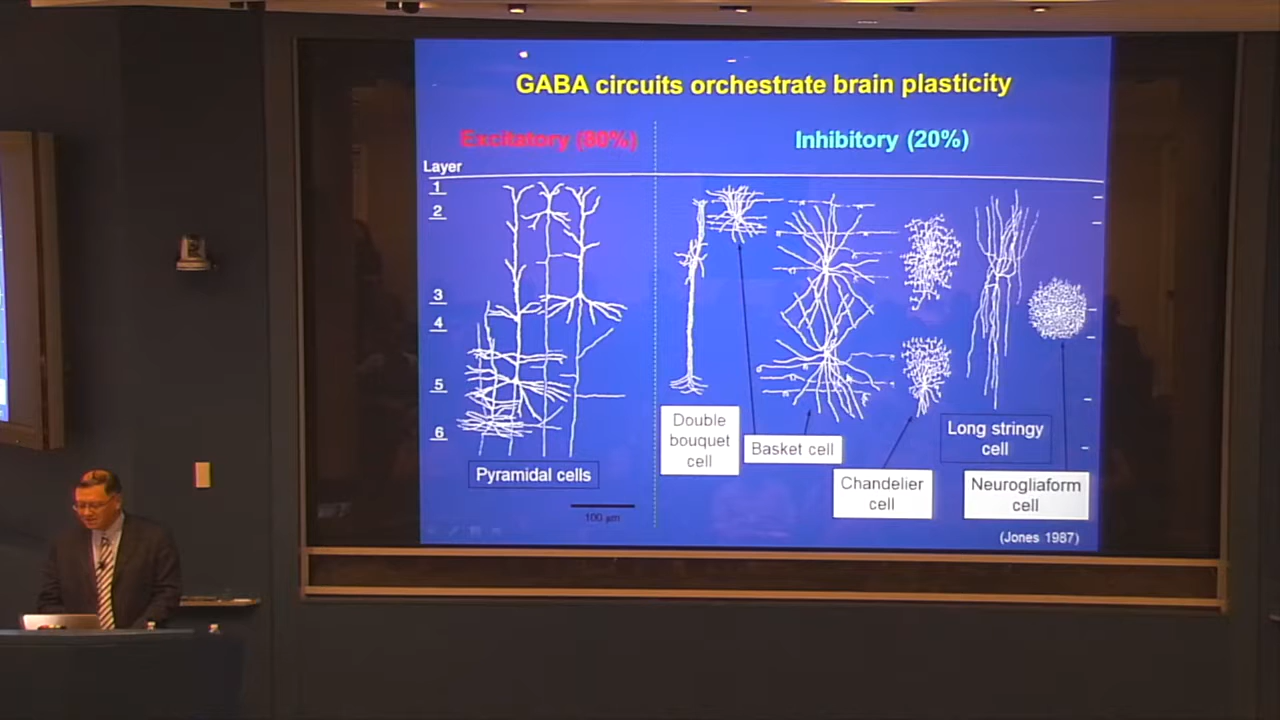 GABA circuits orchestrate brain plasticity
Excitatory (80%)
Inhibitory (20%)
Layer
1
2
3
4
5
6
Pyramidal cells
100 μm
Double
bouquet
cell
Basket cell
Chandelier
cell
Long stringy
cell
Neurogliaform
cell
(Jones 1987)